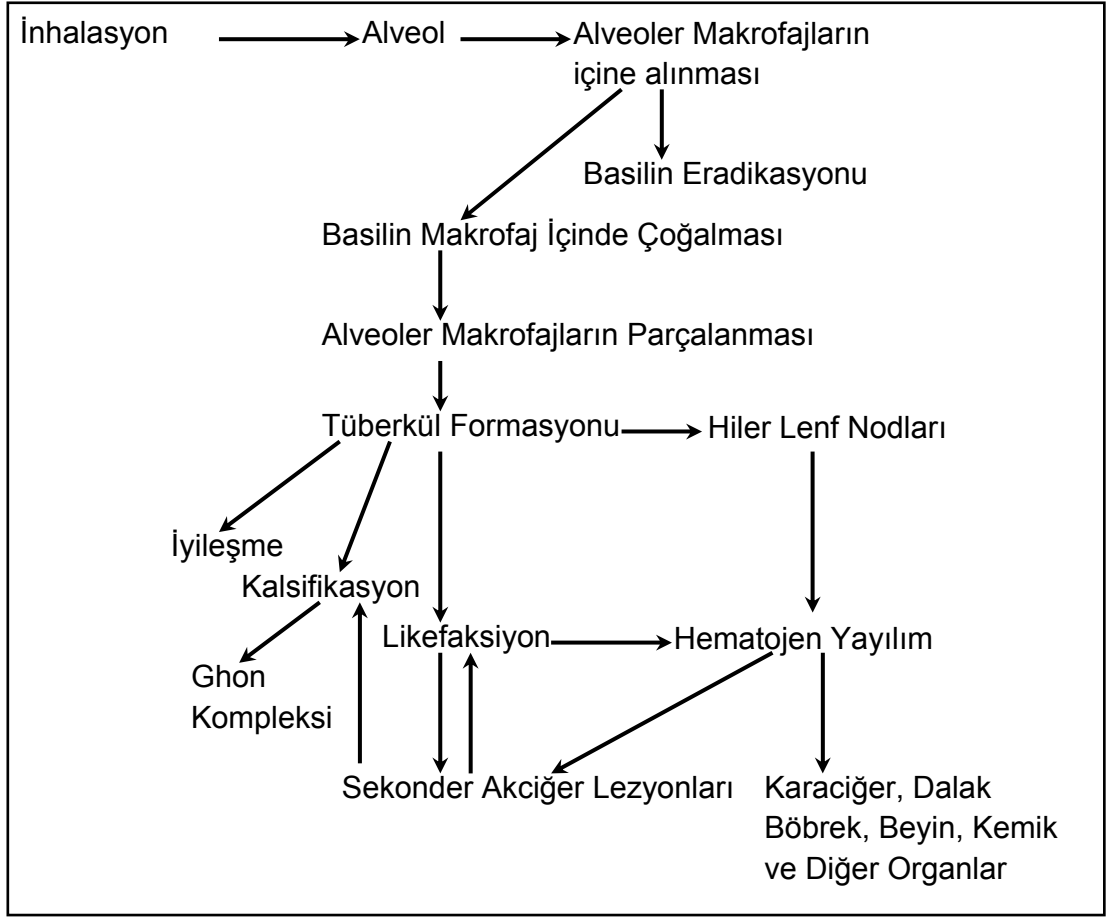 İnhalasyon
Alveol
Alveoler Makrofajların
içine alınması
Basilin Eradikasyonu
Basilin Makrofaj İçinde Çoğalması
Alveoler Makrofajların Parçalanması
Tüberkül Formasyonu
Hiler Lenf Nodları
İyileşme
Kalsifikasyon
Likefaksiyon
Hematojen Yayılım
Ghon
Kompleksi
Sekonder Akciğer Lezyonları
Karaciğer, Dalak
Böbrek, Beyin, Kemik
ve Diğer Organlar